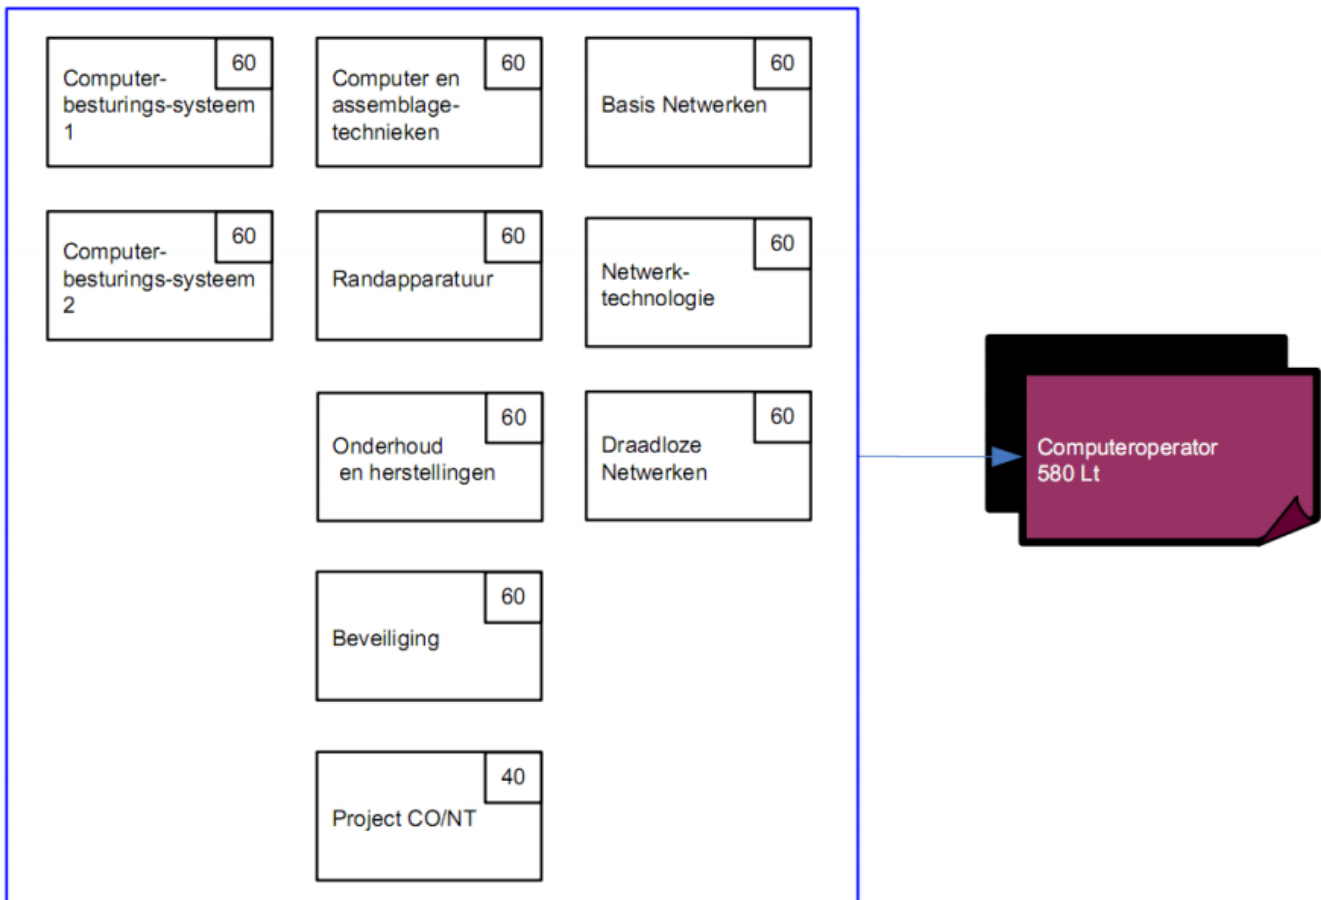 60
Computer-
besturings-systeem
1
60
Computer en
assemblage-
technieken
60
Basis Netwerken
60
Computer-
besturings-systeem
2
60
Randapparatuur
60
Netwerk-
technologie
60
Onderhoud
en herstellingen
60
Draadloze
Netwerken
Computeroperator
580 Lt
60
Beveiliging
40
Project CO/NT